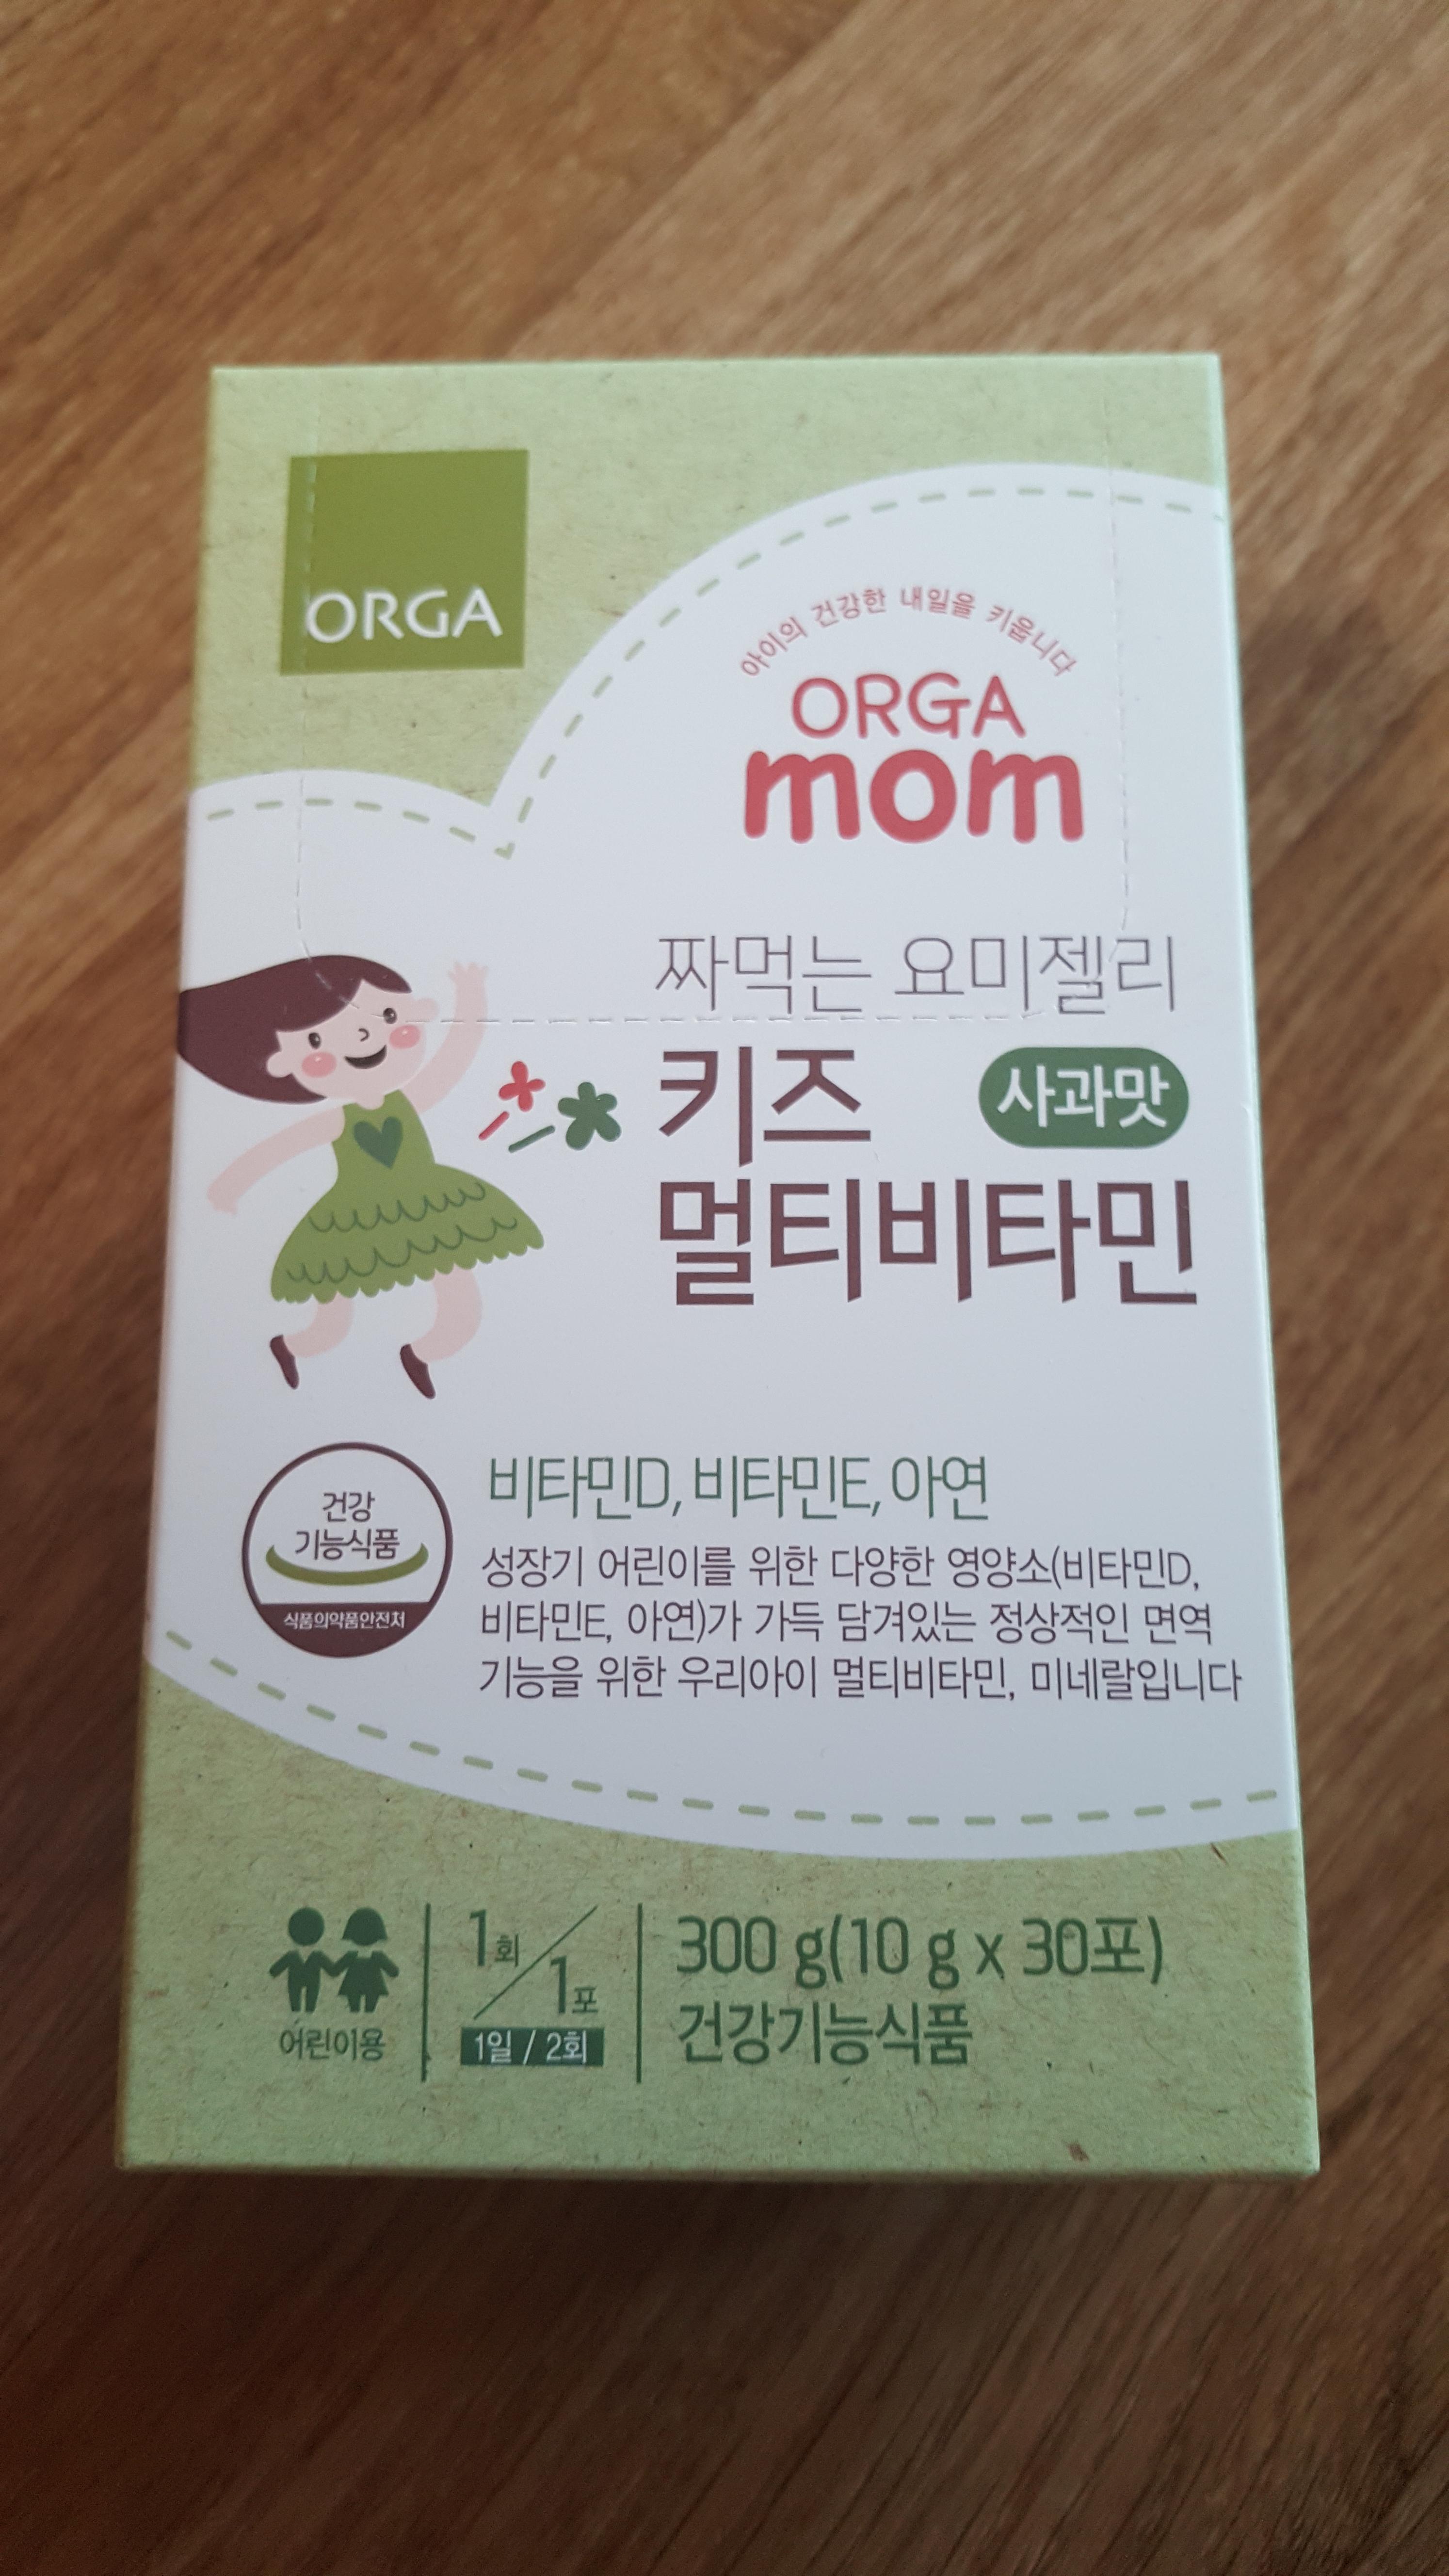 ORGA
아이의 건강한 내일을 키웁니다
ORGA
mom
짜먹는 요미젤리
키즈
사과맛
멀티비타민
건강
기능식품
식품의약품안전처
비타민D, 비타민E, 아연
성장기 어린이를 위한 다양한 영양소(비타민D,
비타민E, 아연)가 가득 담겨있는 정상적인 면역
기능을 위한 우리아이 멀티비타민, 미네랄입니다
어린이용
1회/1포
1일 / 2회
300 g(10 g x 30포)
건강기능식품